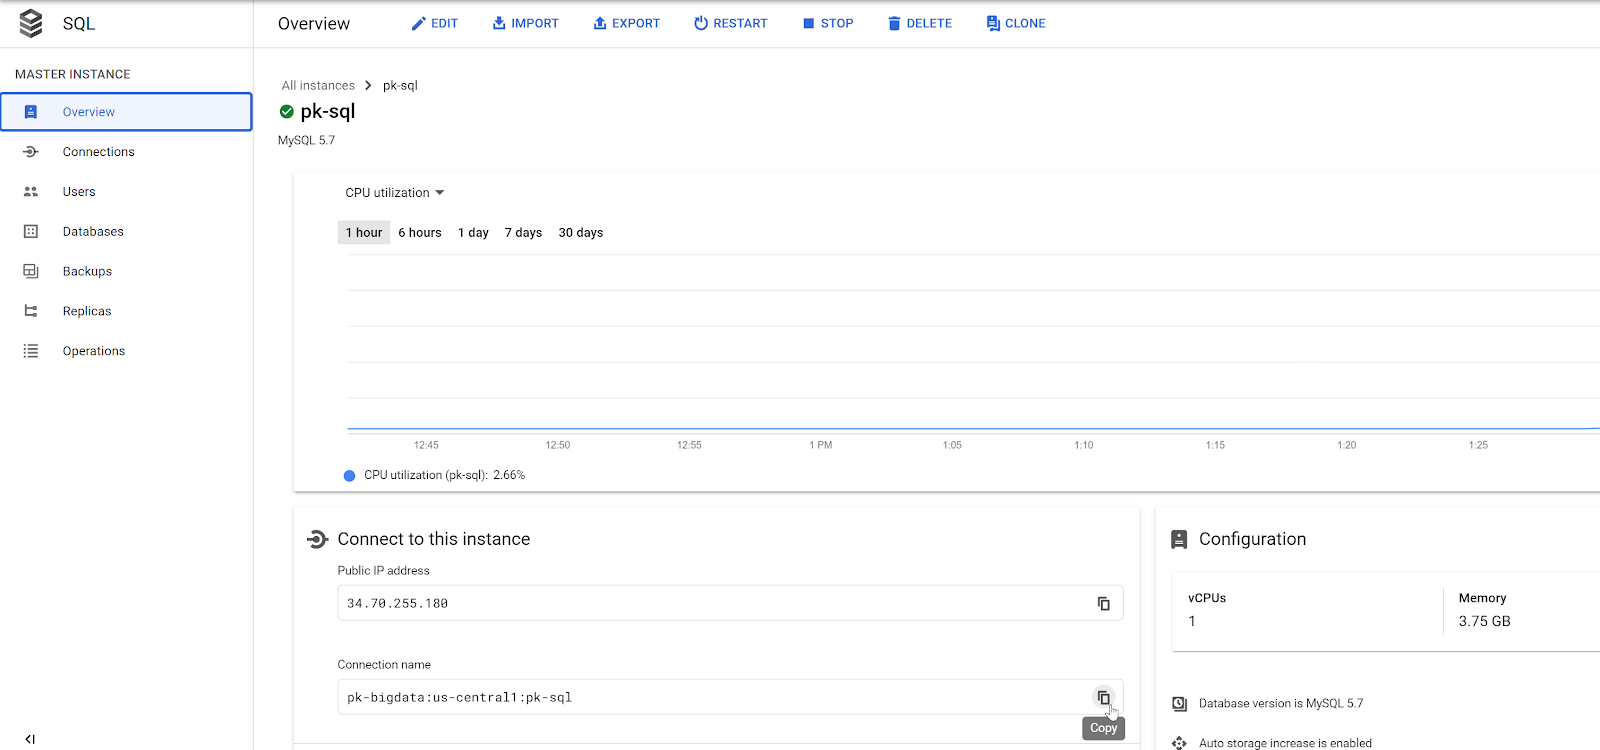 SQL
Overview
EDIT
IMPORT
EXPORT
RESTART
STOP
DELETE
CLONE
MASTER INSTANCE
Overview
Connections
Users
Databases
Backups
Replicas
Operations
All instances
pk-sql
pk-sql
MySQL 5.7
CPU utilization
1 hour
6 hours
1 day
7 days
30 days
12:45
12:50
12:55
1 PM
1:05
1:10
1:15
1:20
1:25
CPU utilization (pk-sql): 2.66%
Connect to this instance
Public IP address
34.70.255.180
Connection name
pk-bigdata:us-central1:pk-sql
Copy
Configuration
vCPUs
1
Memory
3.75 GB
Database version is MySQL 5.7
Auto storage increase is enabled